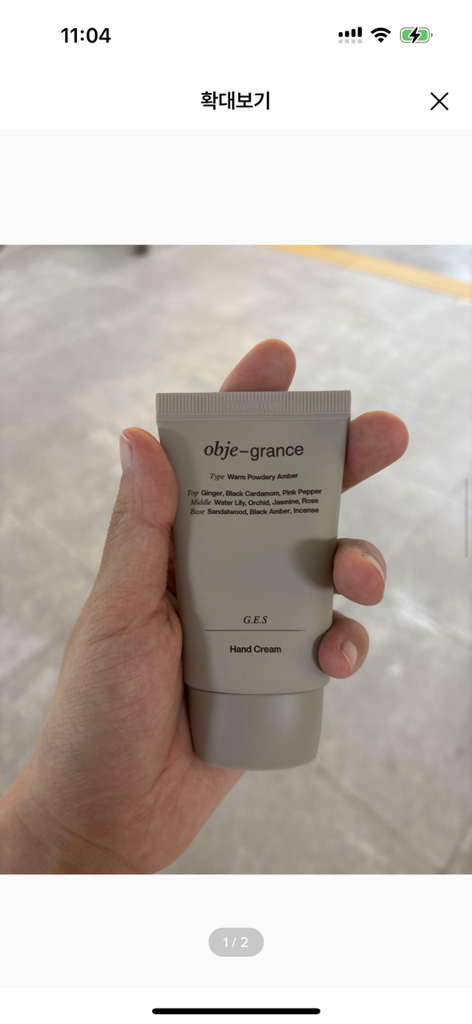 11:04
확대보기
obje-grance
Type Warm Powdery Amber
Top Ginger, Black Cardamom, Pink Pepper
Middle Water Lily, Orchid, Jasmine, Rose
Base Sandalwood, Black Amber, Incense
G.E.S
Hand Cream
1 / 2